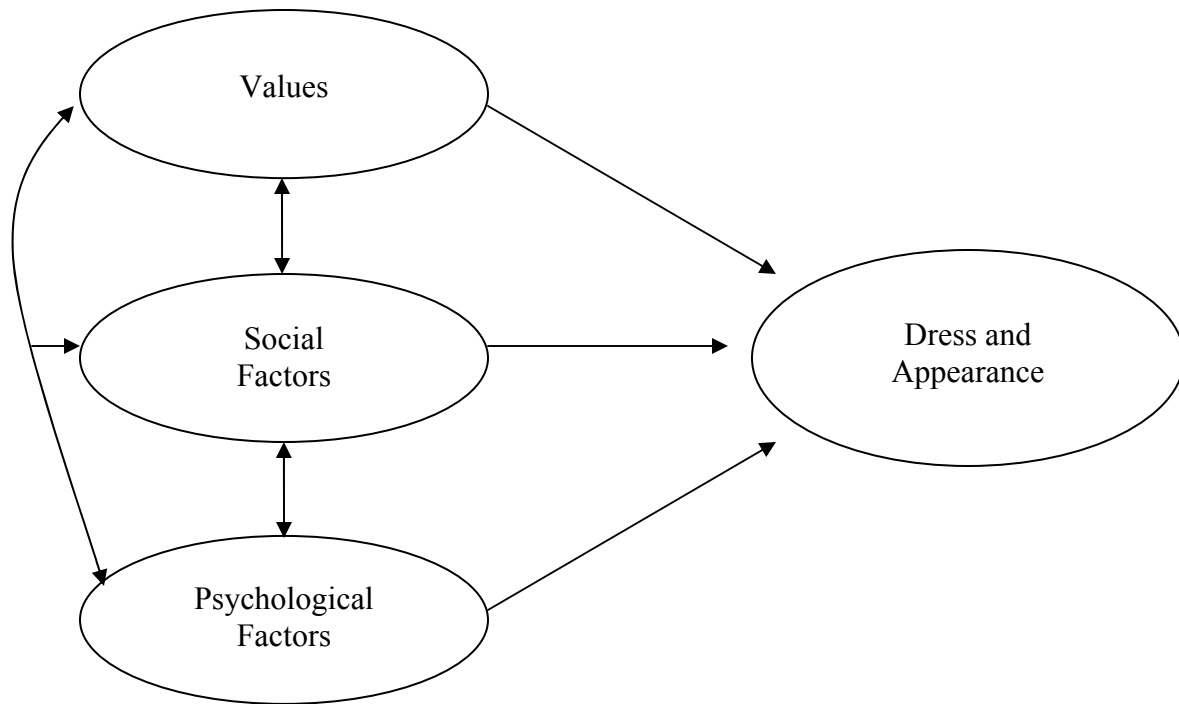 Values
Social
Factors
Dress and
Appearance
Psychological
Factors